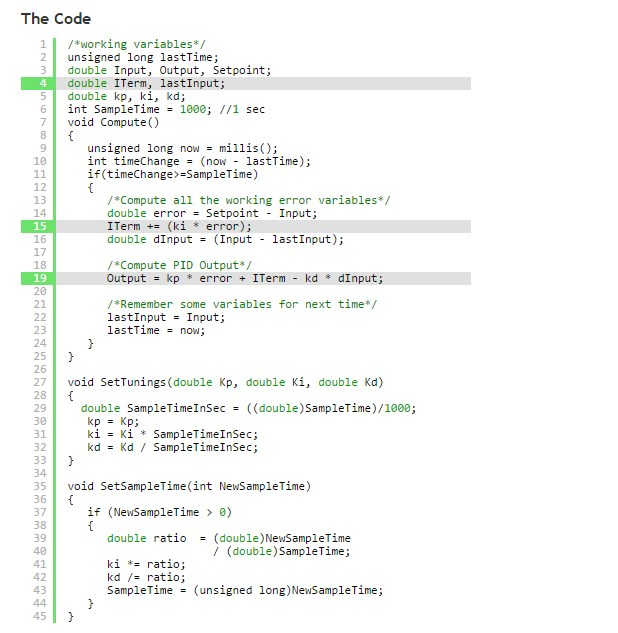 The Code
1 /*working variables*/
2 unsigned long lastTime;
3 double Input, Output, Setpoint;
4 double ITerm, lastInput;
5 double kp, ki, kd;
6 int SampleTime = 1000; //1 sec
7 void Compute()
8 {
9    unsigned long now = millis();
10    int timeChange = (now - lastTime);
11    if(timeChange>=SampleTime)
12    {
13       /*Compute all the working error variables*/
14       double error = Setpoint - Input;
15       ITerm += (ki * error);
16       double dInput = (Input - lastInput);
17
18       /*Compute PID Output*/
19       Output = kp * error + ITerm - kd * dInput;
20
21       /*Remember some variables for next time*/
22       lastInput = Input;
23       lastTime = now;
24    }
25 }
26
27 void SetTunings(double Kp, double Ki, double Kd)
28 {
29   double SampleTimeInSec = ((double)SampleTime)/1000;
30    kp = Kp;
31    ki = Ki * SampleTimeInSec;
32    kd = Kd / SampleTimeInSec;
33 }
34
35 void SetSampleTime(int NewSampleTime)
36 {
37    if (NewSampleTime > 0)
38    {
39       double ratio  = (double)NewSampleTime
40                       / (double)SampleTime;
41       ki *= ratio;
42       kd /= ratio;
43       SampleTime = (unsigned long)NewSampleTime;
44    }
45 }